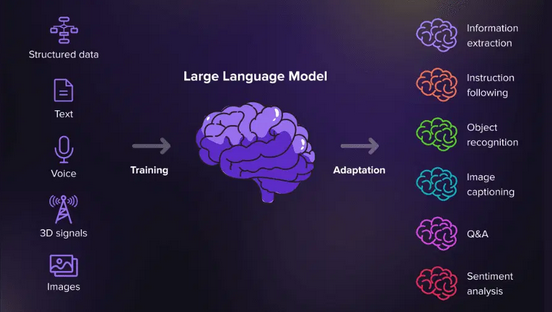 Structured data
Text
Voice
3D signals
Images
Training
Large Language Model
Adaptation
Information
extraction
Instruction
following
Object
recognition
Image
captioning
Q&A
Sentiment
analysis